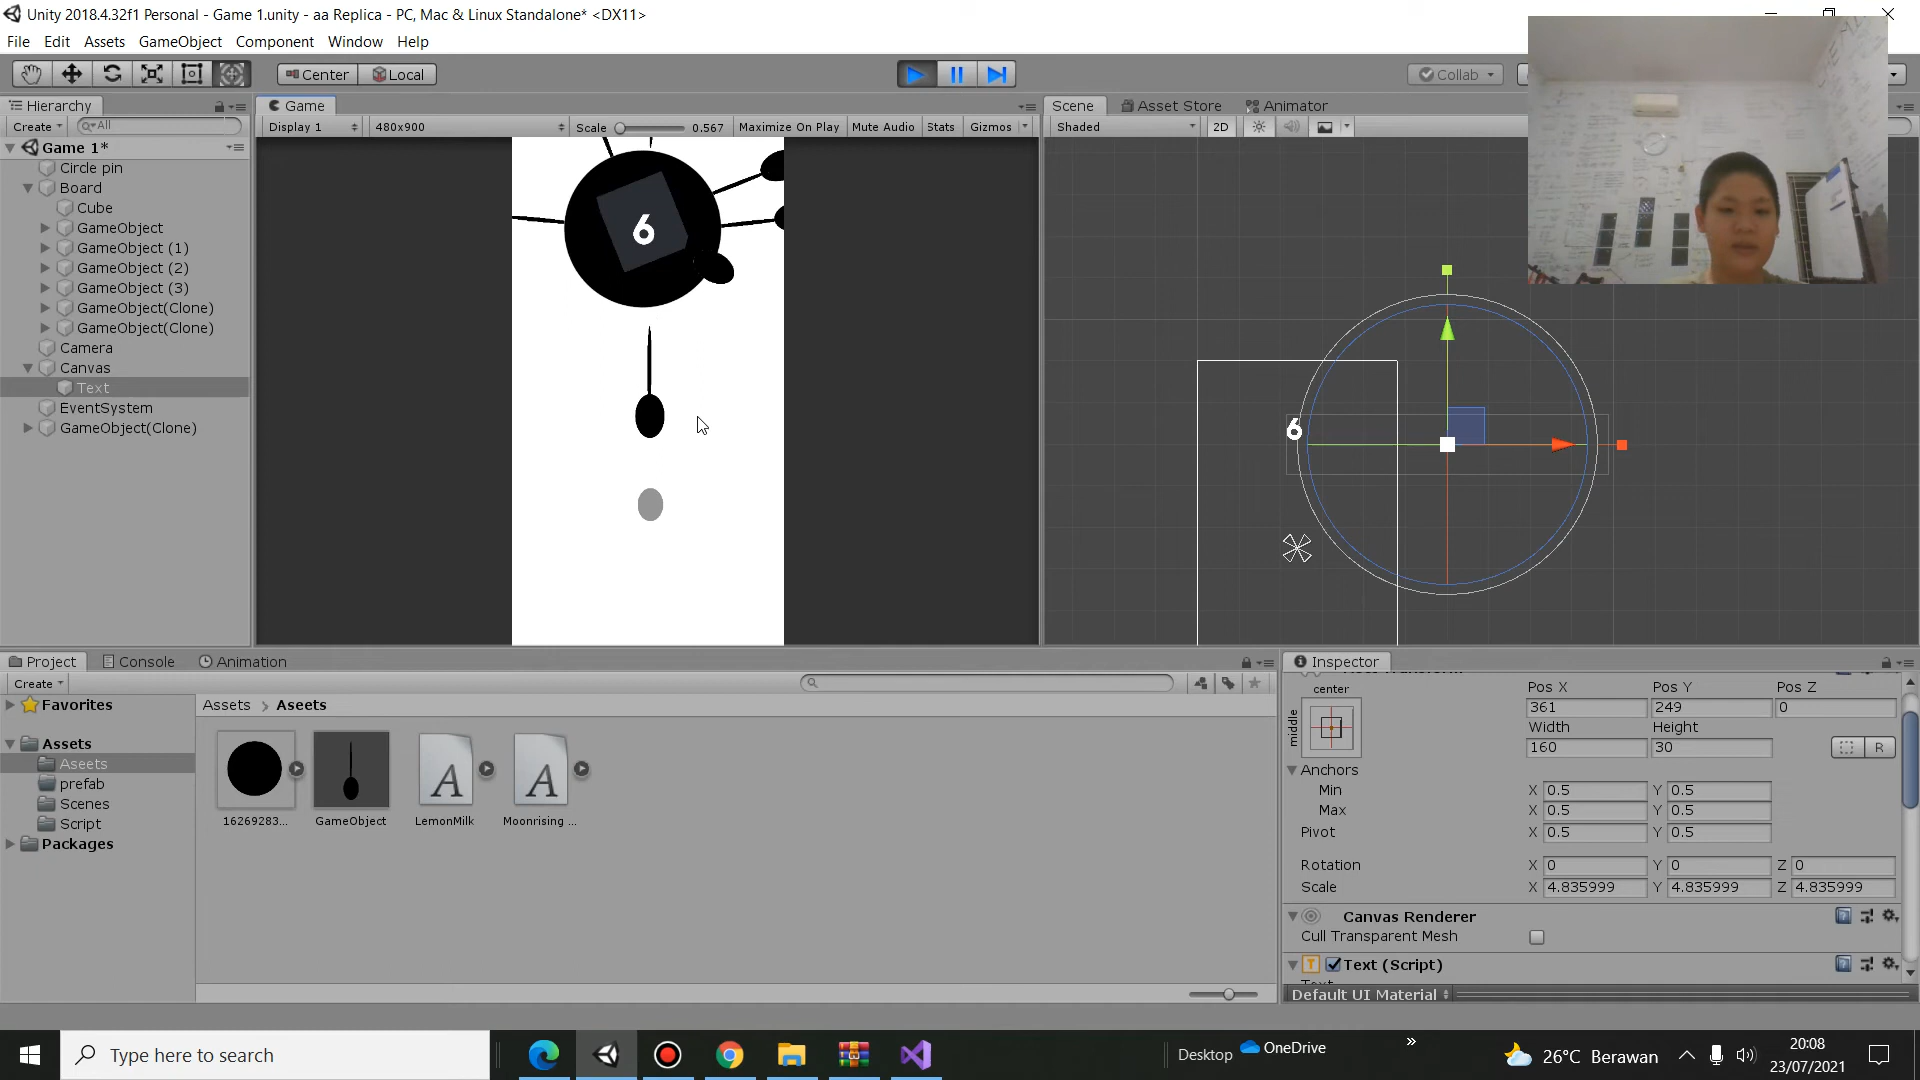 Unity 2018.4.32f1 Personal - Game 1.unity - aa Replica - PC, Mac & Linux Standalone* <DX11>
File Edit Assets GameObject Component Window Help
Center Local
Collab
Hierarchy
Create All
Game 1*
Circle pin
Board
Cube
GameObject
GameObject (1)
GameObject (2)
GameObject (3)
GameObject(Clone)
GameObject(Clone)
Camera
Canvas
Text
EventSystem
GameObject(Clone)
Game
Display 1 480x900 Scale 0.567 Maximize On Play Mute Audio Stats Gizmos
6
Scene Asset Store Animator
Shaded 2D
6
Project Console Animation
Create
Favorites
Assets
Aseets
prefab
Scenes
Script
Packages
Assets > Aseets
16269283... GameObject LemonMilk Moonrising ...
Inspector
center
middle
Pos X Pos Y Pos Z
361 249 0
Width Height
160 30
R
Anchors
Min X 0.5 Y 0.5
Max X 0.5 Y 0.5
Pivot X 0.5 Y 0.5
Rotation X 0 Y 0 Z 0
Scale X 4.835999 Y 4.835999 Z 4.835999
Canvas Renderer
Cull Transparent Mesh
Text (Script)
Default UI Material
Type here to search
Desktop OneDrive
26°C Berawan
20:08
23/07/2021